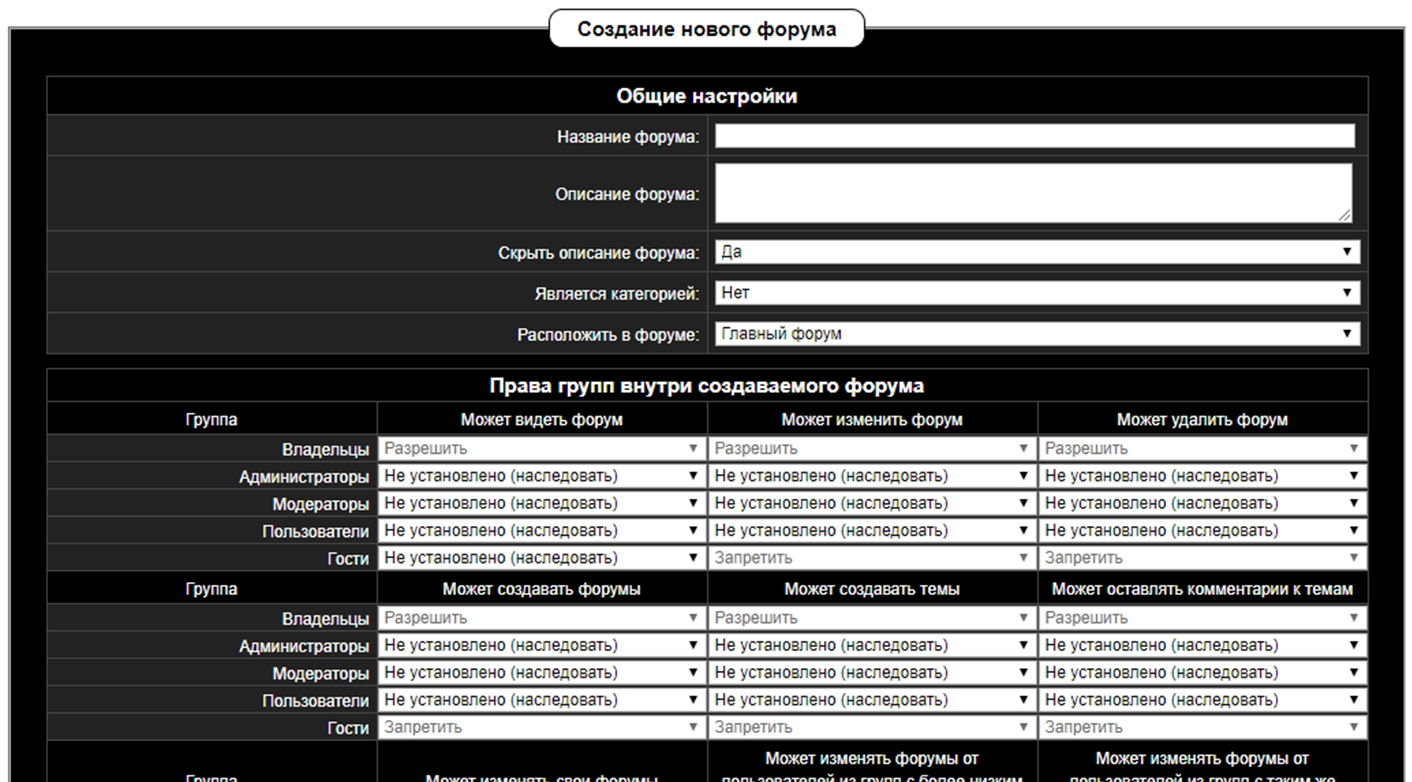 Создание нового форума
Общие настройки
Название форума:
Описание форума:
Скрыть описание форума: Да
Является категорией: Нет
Расположить в форуме: Главный форум
Права групп внутри создаваемого форума
Группа Может видеть форум Может изменить форум Может удалить форум
Владельцы Разрешить Разрешить Разрешить
Администраторы Не установлено (наследовать) Не установлено (наследовать) Не установлено (наследовать)
Модераторы Не установлено (наследовать) Не установлено (наследовать) Не установлено (наследовать)
Пользователи Не установлено (наследовать) Не установлено (наследовать) Не установлено (наследовать)
Гости Не установлено (наследовать) Запретить Запретить
Группа Может создавать форумы Может создавать темы Может оставлять комментарии к темам
Владельцы Разрешить Разрешить Разрешить
Администраторы Не установлено (наследовать) Не установлено (наследовать) Не установлено (наследовать)
Модераторы Не установлено (наследовать) Не установлено (наследовать) Не установлено (наследовать)
Пользователи Не установлено (наследовать) Не установлено (наследовать) Не установлено (наследовать)
Гости Запретить Запретить Запретить
Может изменять форумы от Может изменять форумы от
Группа Может изменять свои форумы пользователей из групп с более низким пользователей из групп с таким же